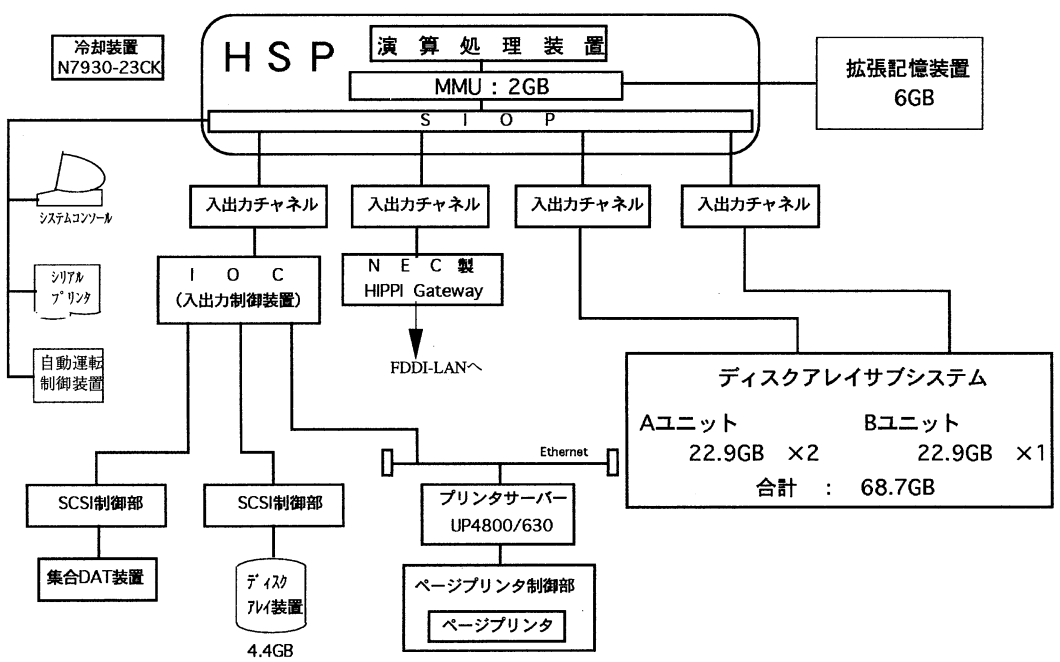 冷却装置
N7930-23CK
HSP
演算処理装置
MMU : 2GB
SIOP
拡張記憶装置
6GB
システムコンソール
シリアル
プリンタ
自動運転
制御装置
入出力チャネル
入出力チャネル
入出力チャネル
入出力チャネル
IOC
(入出力制御装置)
NEC製
HIPPI Gateway
FDDI-LANへ
ディスクアレイサブシステム
Aユニット
Bユニット
22.9GB ×2
22.9GB ×1
合計 : 68.7GB
Ethernet
SCSI制御部
SCSI制御部
プリンタサーバー
UP4800/630
集合DAT装置
ディスク
アレイ装置
4.4GB
ページプリンタ制御部
ページプリンタ